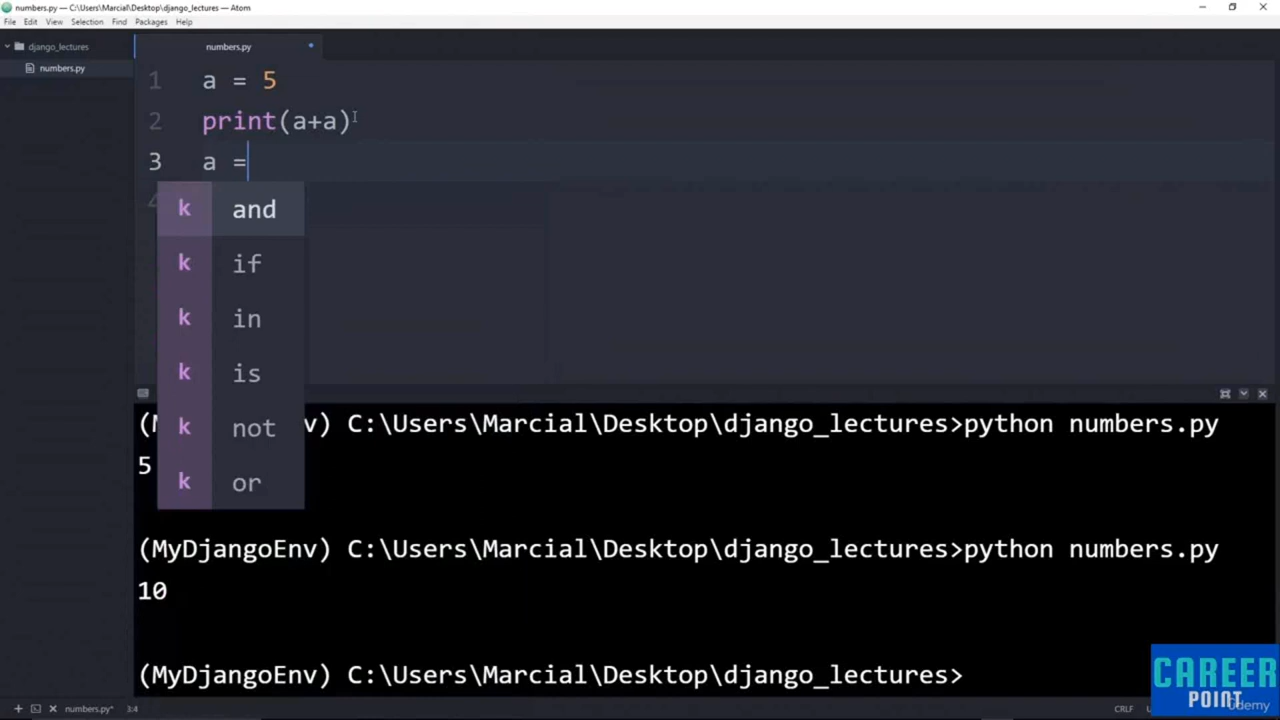 numbers.py — C:\Users\Marcial\Desktop\django_lectures — Atom
File Edit View Selection Find Packages Help
django_lectures
numbers.py
numbers.py
1 a = 5
2 print(a+a)
3 a =
k and
k if
k in
k is
k not
k or
v) C:\Users\Marcial\Desktop\django_lectures>python numbers.py
5
(MyDjangoEnv) C:\Users\Marcial\Desktop\django_lectures>python numbers.py
10
(MyDjangoEnv) C:\Users\Marcial\Desktop\django_lectures>
numbers.py* 3:4 CRLF
CAREER
POINT
Udemy